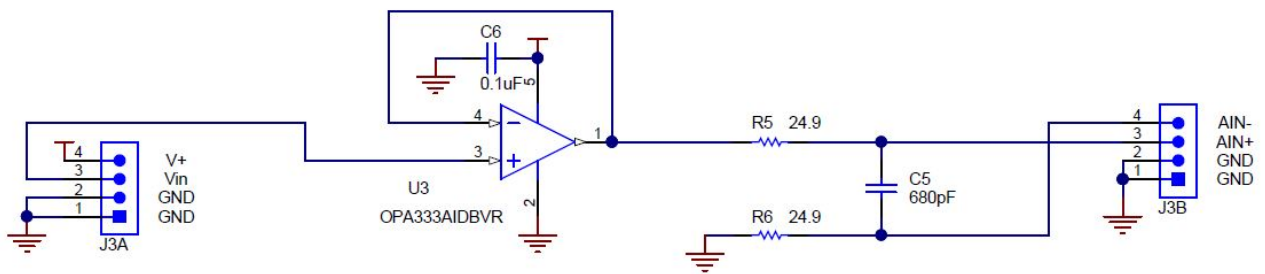 C6
0.1uF
5
4
3
1
2
U3
OPA333AIDBVR
4 V+
3 Vin
2 GND
1 GND
J3A
R5 24.9
C5
680pF
R6 24.9
4 AIN-
3 AIN+
2 GND
1 GND
J3B